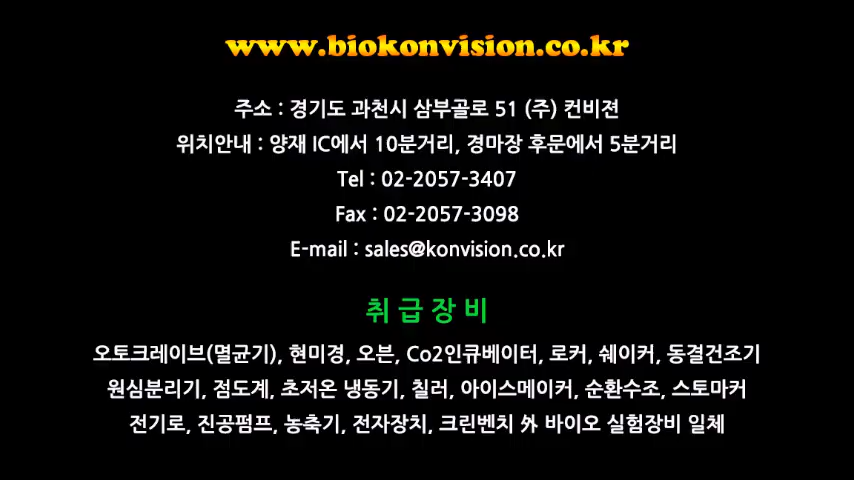 www.biokonvision.co.kr
주소 : 경기도 과천시 삼부골로 51 (주) 컨비젼
위치안내 : 양재 IC에서 10분거리, 경마장 후문에서 5분거리
Tel : 02-2057-3407
Fax : 02-2057-3098
E-mail : sales@konvision.co.kr
취 급 장 비
오토크레이브(멸균기), 현미경, 오븐, Co2인큐베이터, 로커, 쉐이커, 동결건조기
원심분리기, 점도계, 초저온 냉동기, 칠러, 아이스메이커, 순환수조, 스토마커
전기로, 진공펌프, 농축기, 전자장치, 크린벤치 外 바이오 실험장비 일체